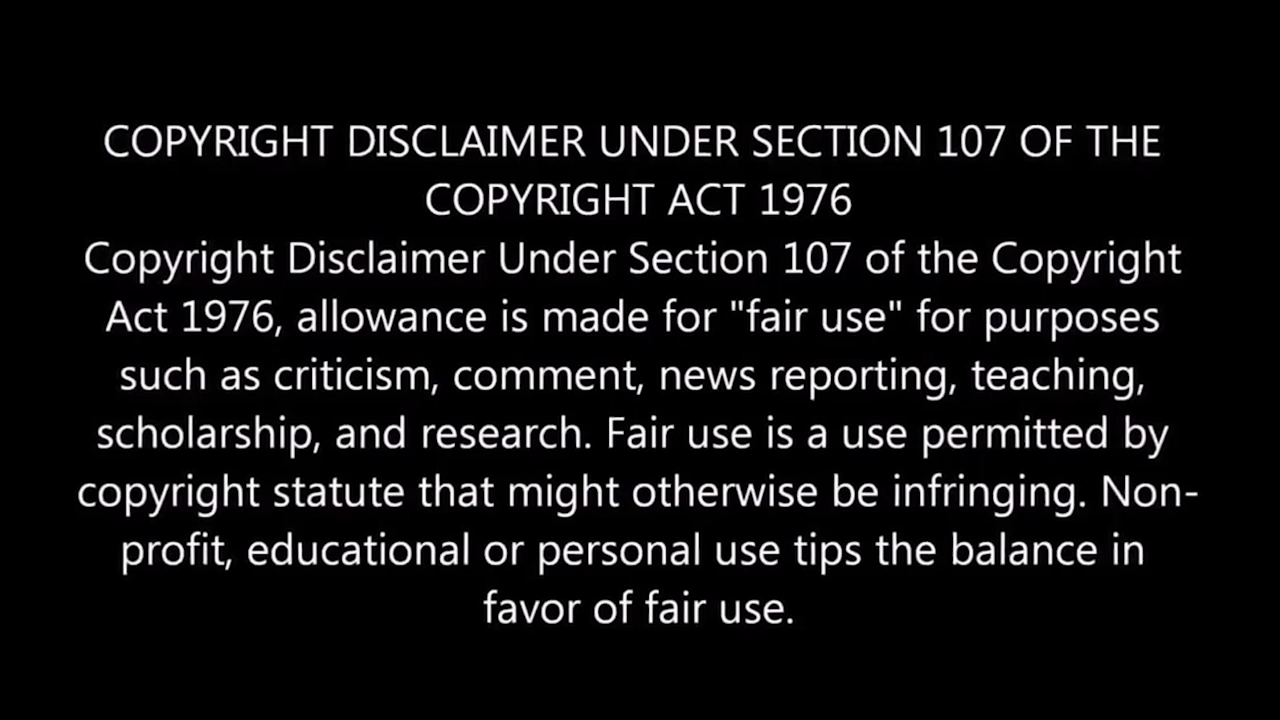 COPYRIGHT DISCLAIMER UNDER SECTION 107 OF THE
COPYRIGHT ACT 1976
Copyright Disclaimer Under Section 107 of the Copyright
Act 1976, allowance is made for "fair use" for purposes
such as criticism, comment, news reporting, teaching,
scholarship, and research. Fair use is a use permitted by
copyright statute that might otherwise be infringing. Non-
profit, educational or personal use tips the balance in
favor of fair use.